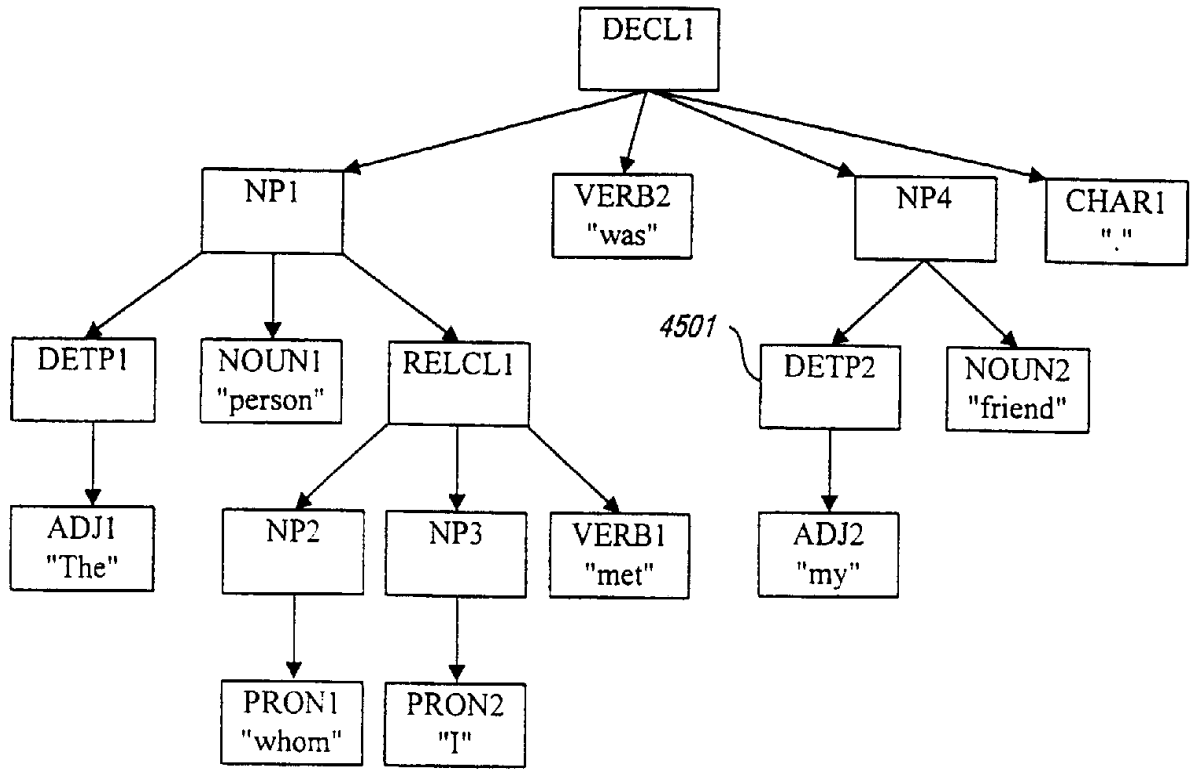 DECL1
NP1
VERB2
"was"
NP4
CHAR1
"."
4501
DETP1
NOUN1
"person"
RELCL1
DETP2
NOUN2
"friend"
ADJ1
"The"
NP2
NP3
VERB1
"met"
ADJ2
"my"
PRON1
"whom"
PRON2
"I"